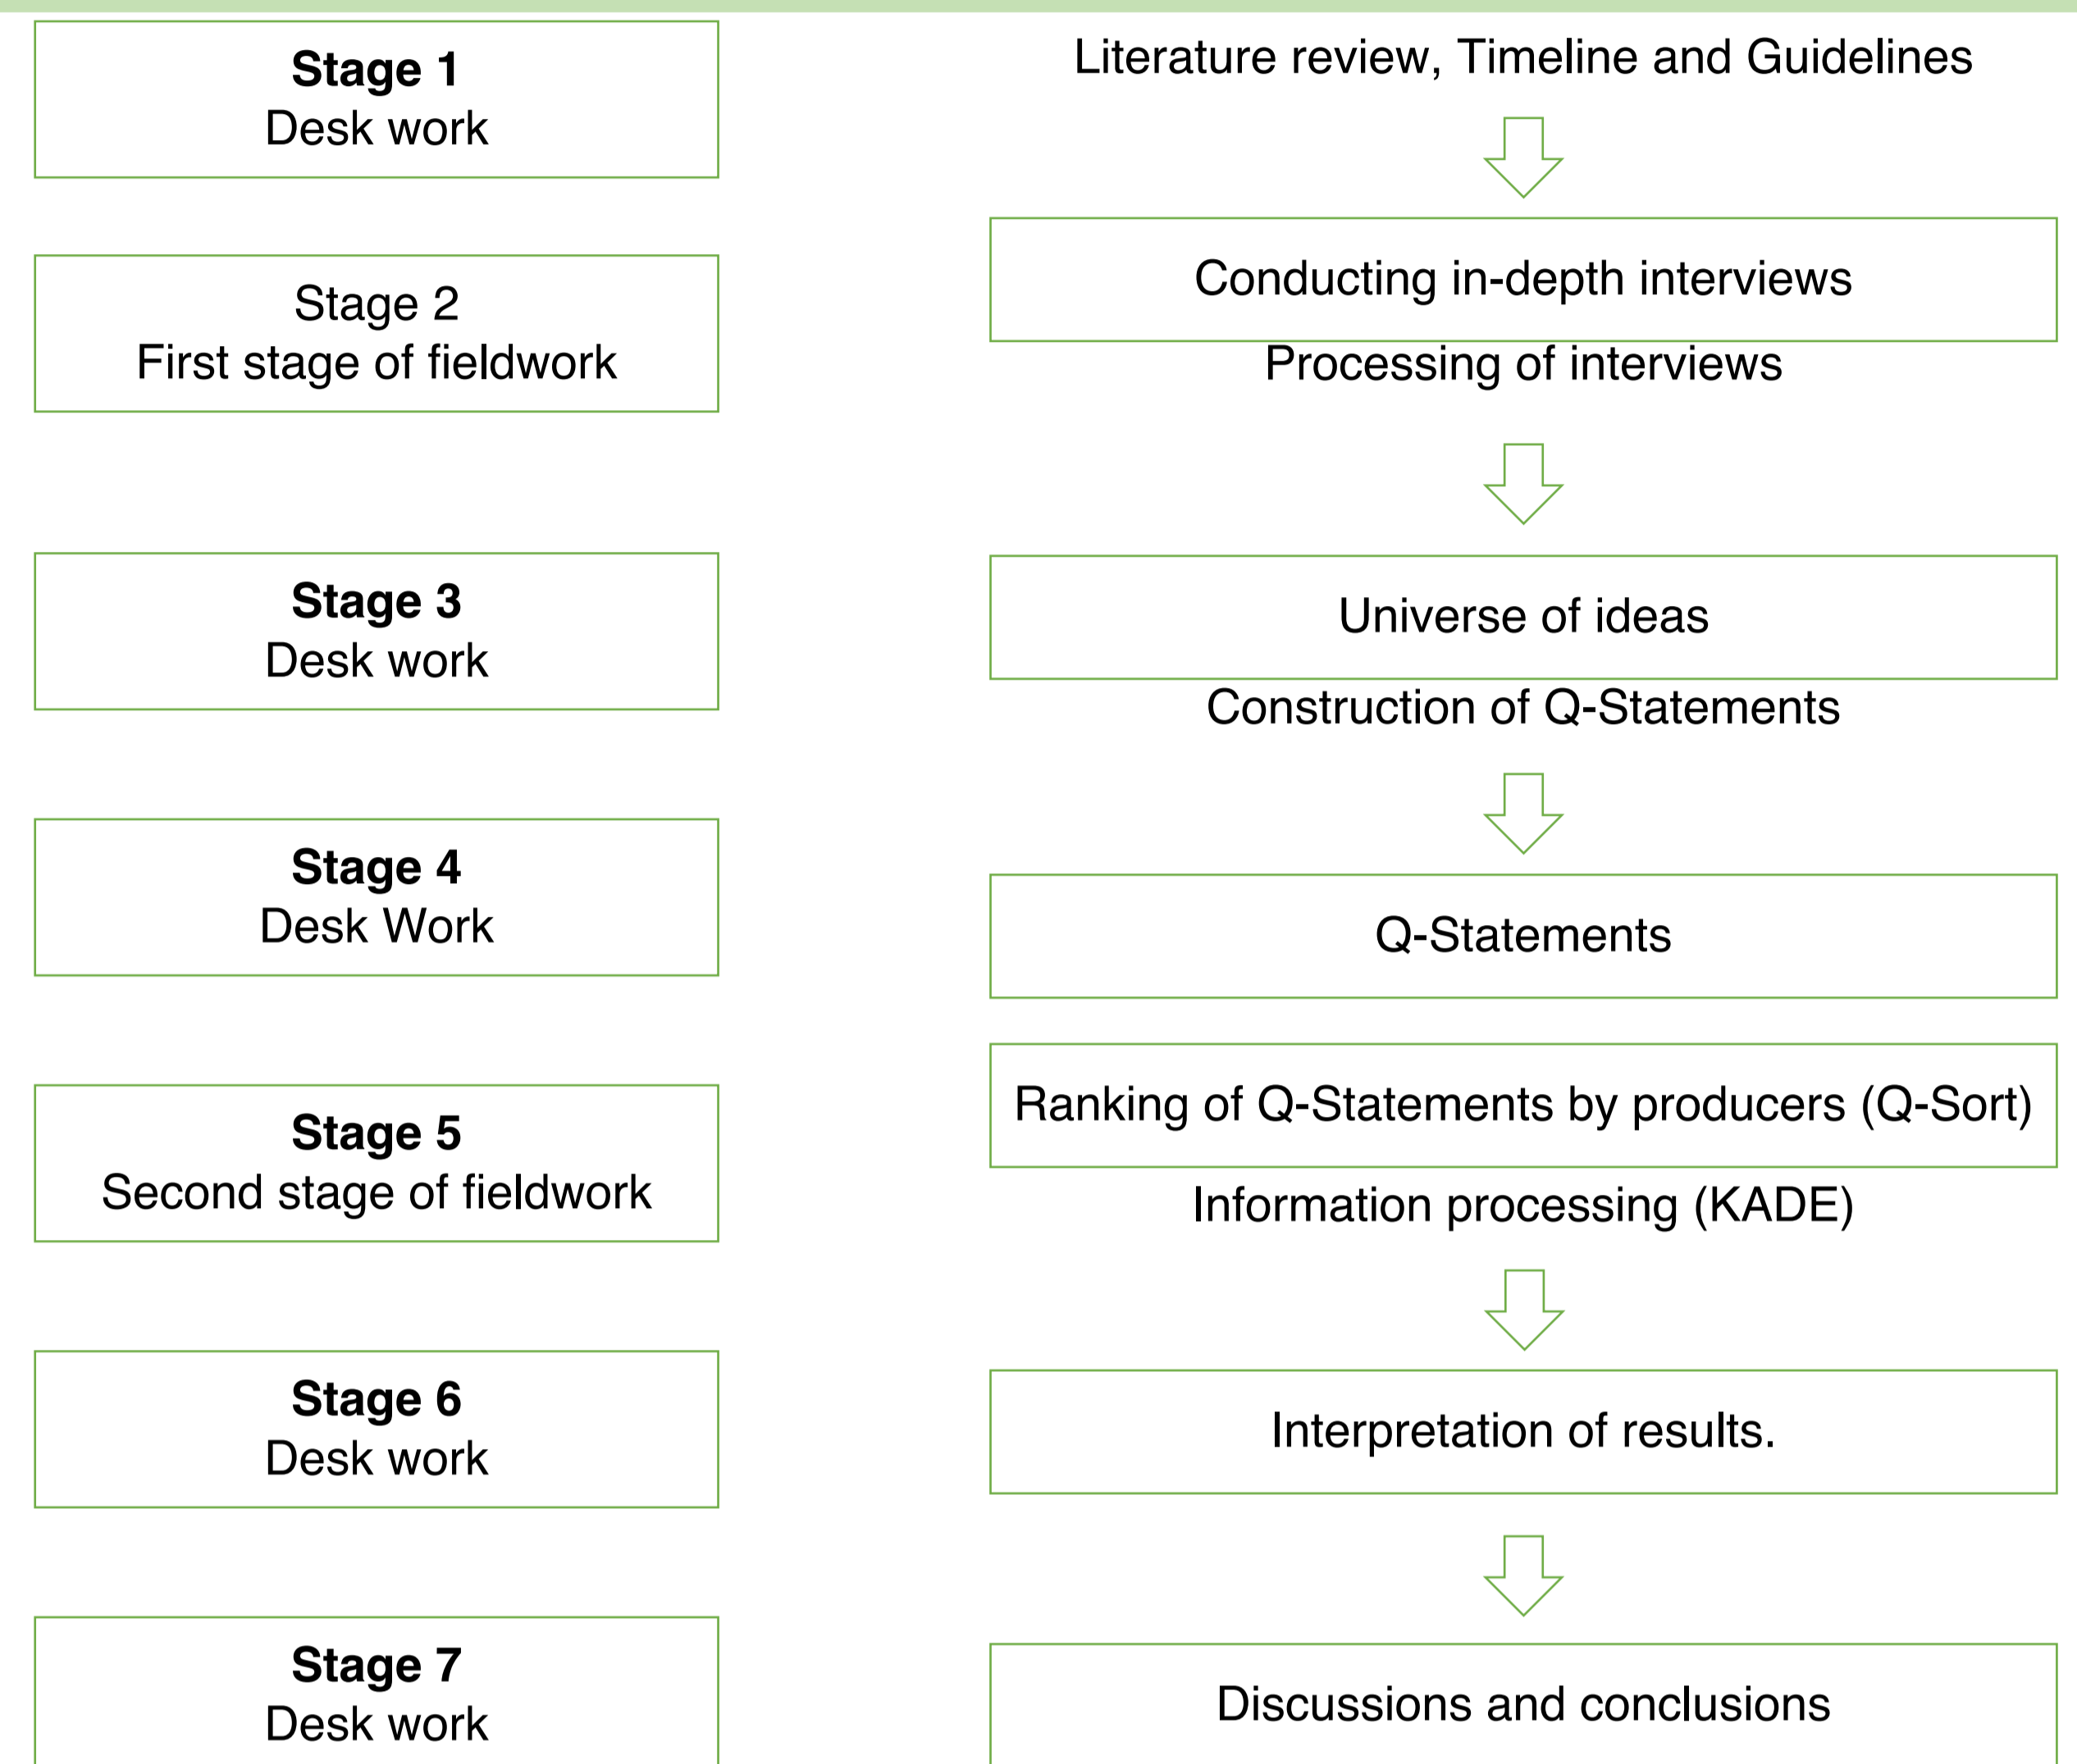 Stage 1
Desk work
Literature review, Timeline and Guidelines
Stage 2
First stage of fieldwork
Conducting in-depth interviews
Processing of interviews
Stage 3
Desk work
Universe of ideas
Construction of Q-Statements
Stage 4
Desk Work
Q-Statements
Stage 5
Second stage of fieldwork
Ranking of Q-Statements by producers (Q-Sort)
Information processing (KADE)
Stage 6
Desk work
Interpretation of results.
Stage 7
Desk work
Discussions and conclusions